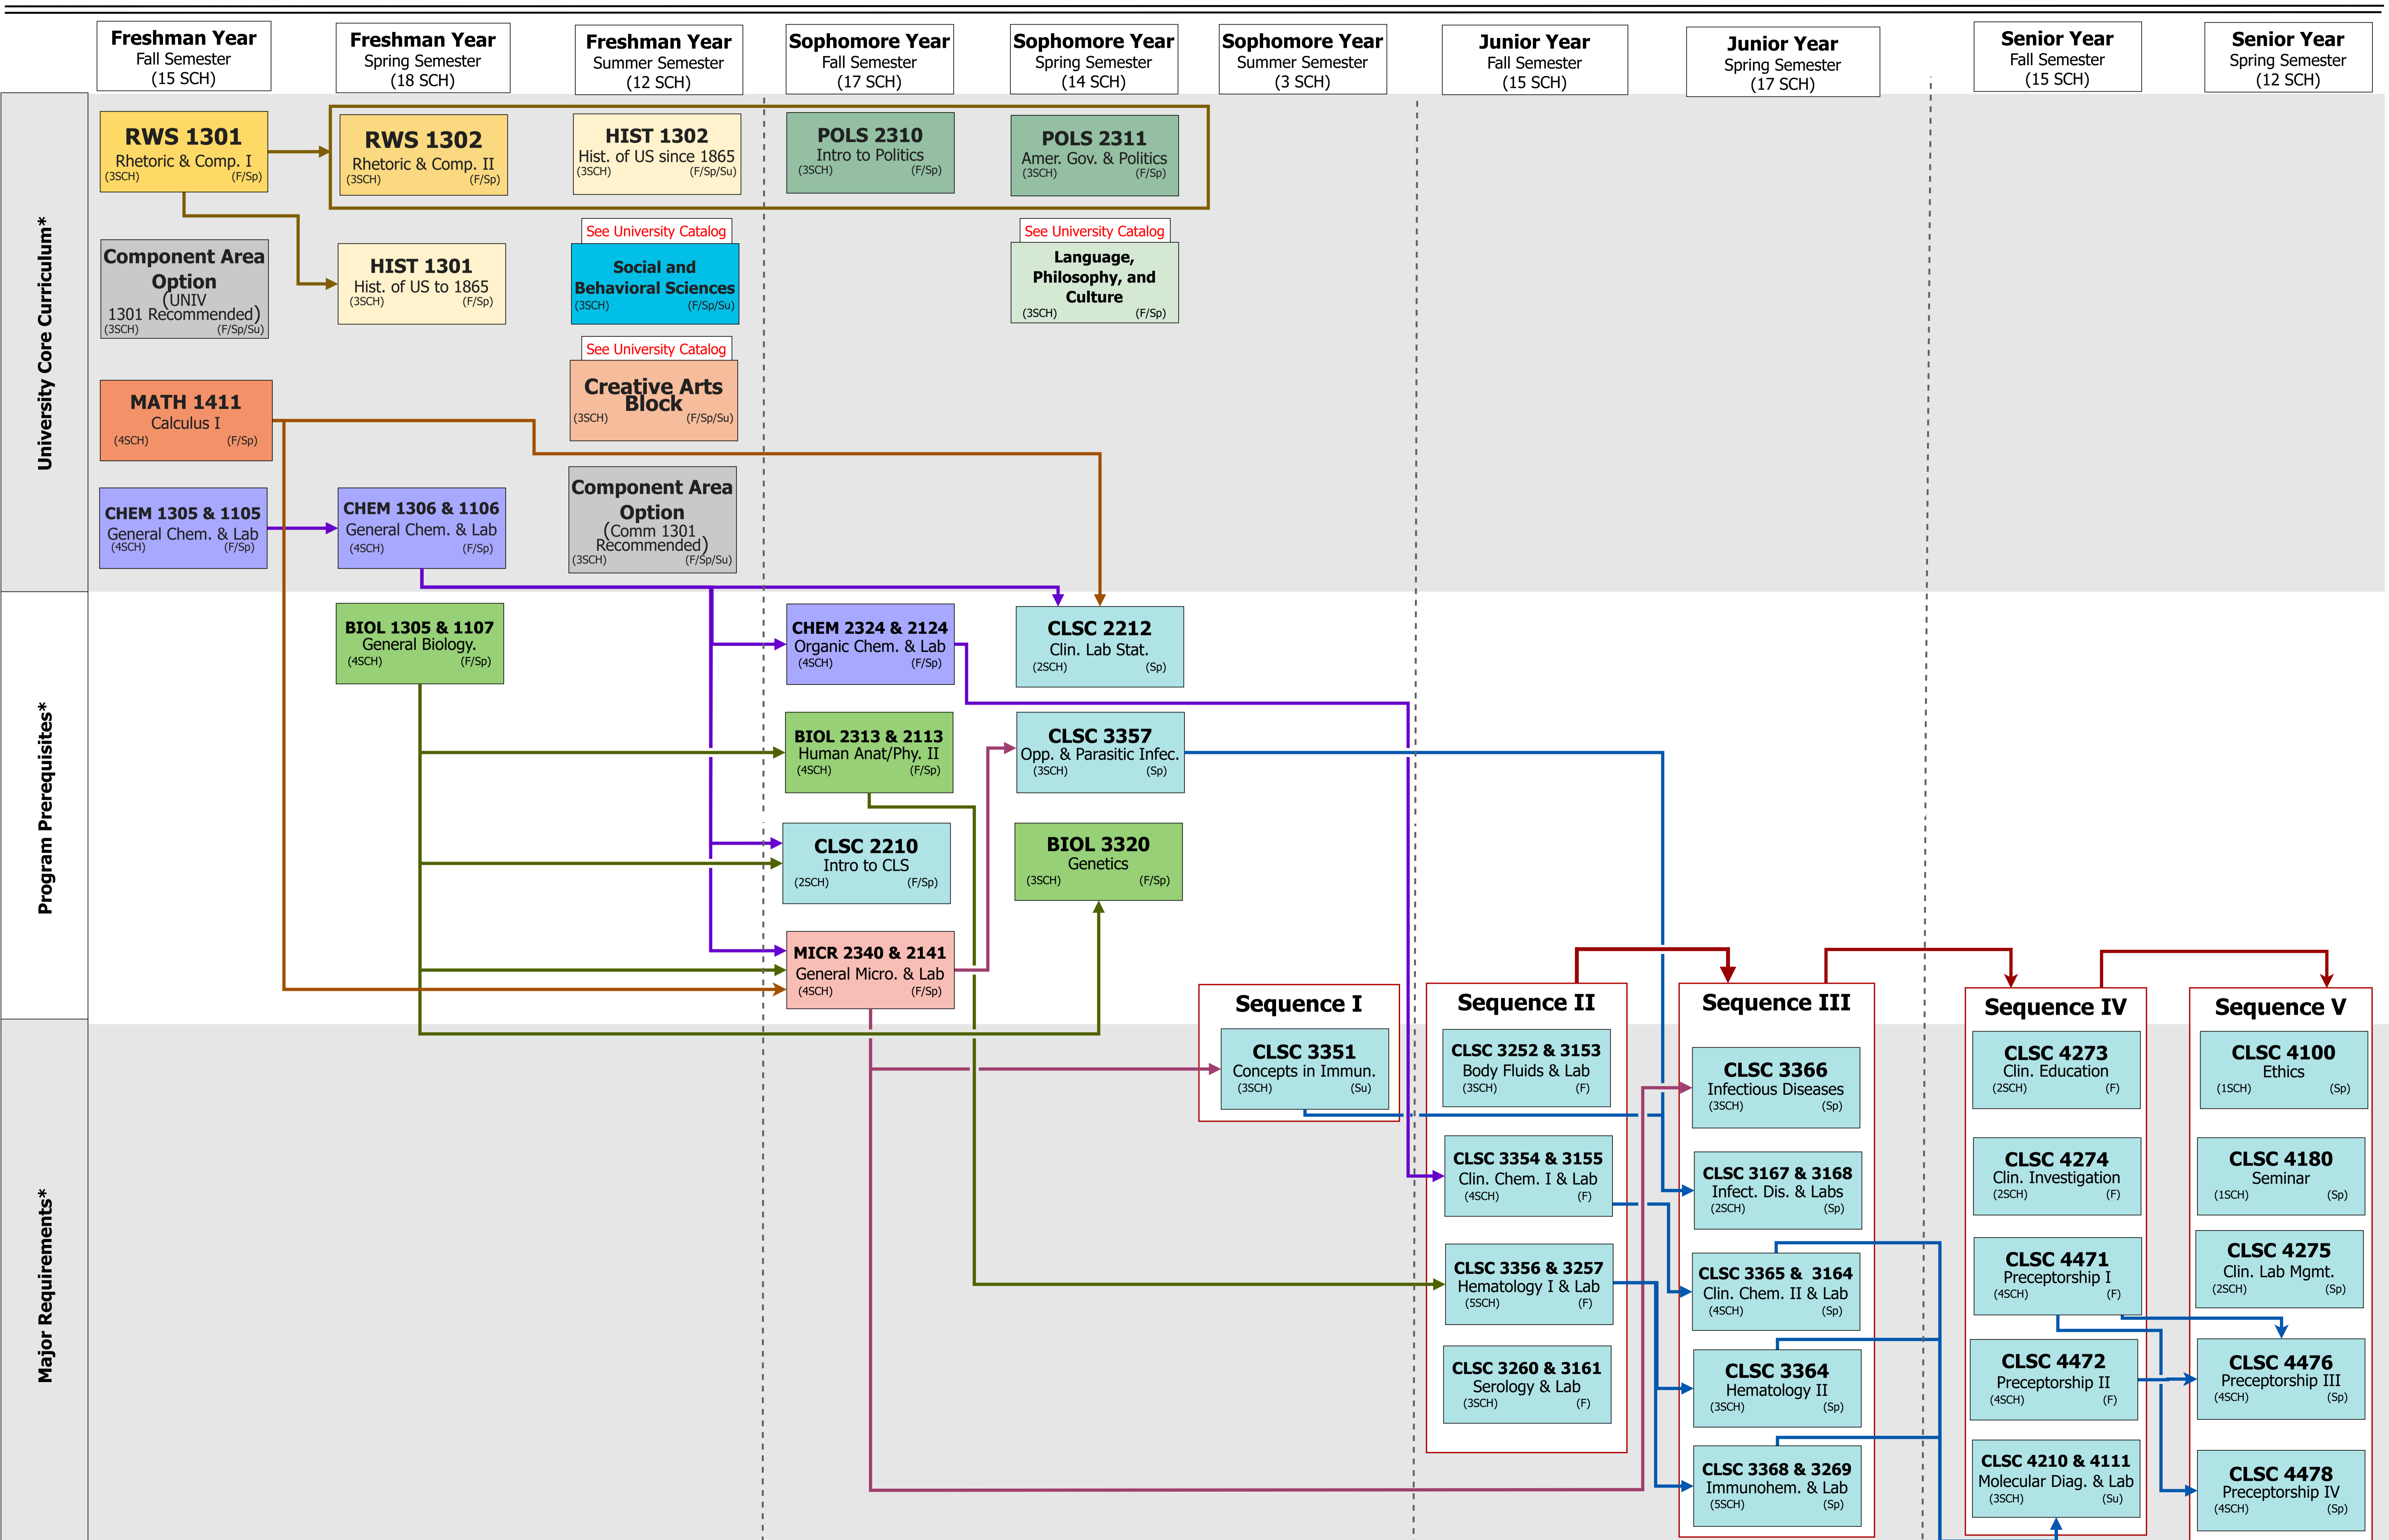 Freshman Year
Fall Semester
(15 SCH)
Freshman Year
Spring Semester
(18 SCH)
Freshman Year
Summer Semester
(12 SCH)
Sophomore Year
Fall Semester
(17 SCH)
Sophomore Year
Spring Semester
(14 SCH)
Sophomore Year
Summer Semester
(3 SCH)
Junior Year
Fall Semester
(15 SCH)
Junior Year
Spring Semester
(17 SCH)
Senior Year
Fall Semester
(15 SCH)
Senior Year
Spring Semester
(12 SCH)
University Core Curriculum*
RWS 1301
Rhetoric & Comp. I
(3SCH) (F/Sp)
RWS 1302
Rhetoric & Comp. II
(3SCH) (F/Sp)
HIST 1302
Hist. of US since 1865
(3SCH) (F/Sp/Su)
POLS 2310
Intro to Politics
(3SCH) (F/Sp)
POLS 2311
Amer. Gov. & Politics
(3SCH) (F/Sp)
Component Area
Option
(UNIV
1301 Recommended)
(3SCH) (F/Sp/Su)
HIST 1301
Hist. of US to 1865
(3SCH) (F/Sp)
See University Catalog
Social and
Behavioral Sciences
(3SCH) (F/Sp/Su)
See University Catalog
Language,
Philosophy, and
Culture
(3SCH) (F/Sp)
MATH 1411
Calculus I
(4SCH) (F/Sp)
See University Catalog
Creative Arts
Block
(3SCH) (F/Sp/Su)
CHEM 1305 & 1105
General Chem. & Lab
(4SCH) (F/Sp)
CHEM 1306 & 1106
General Chem. & Lab
(4SCH) (F/Sp)
Component Area
Option
(Comm 1301
Recommended)
(3SCH) (F/Sp/Su)
Program Prerequisites*
BIOL 1305 & 1107
General Biology.
(4SCH) (F/Sp)
CHEM 2324 & 2124
Organic Chem. & Lab
(4SCH) (F/Sp)
CLSC 2212
Clin. Lab Stat.
(2SCH) (Sp)
BIOL 2313 & 2113
Human Anat/Phy. II
(4SCH) (F/Sp)
CLSC 3357
Opp. & Parasitic Infec.
(3SCH) (Sp)
CLSC 2210
Intro to CLS
(2SCH) (F/Sp)
BIOL 3320
Genetics
(3SCH) (F/Sp)
MICR 2340 & 2141
General Micro. & Lab
(4SCH) (F/Sp)
Major Requirements*
Sequence I
CLSC 3351
Concepts in Immun.
(3SCH) (Su)
Sequence II
CLSC 3252 & 3153
Body Fluids & Lab
(3SCH) (F)
CLSC 3354 & 3155
Clin. Chem. I & Lab
(4SCH) (F)
CLSC 3356 & 3257
Hematology I & Lab
(5SCH) (F)
CLSC 3260 & 3161
Serology & Lab
(3SCH) (F)
Sequence III
CLSC 3366
Infectious Diseases
(3SCH) (Sp)
CLSC 3167 & 3168
Infect. Dis. & Labs
(2SCH) (Sp)
CLSC 3365 & 3164
Clin. Chem. II & Lab
(4SCH) (Sp)
CLSC 3364
Hematology II
(3SCH) (Sp)
CLSC 3368 & 3269
Immunohem. & Lab
(5SCH) (Sp)
Sequence IV
CLSC 4273
Clin. Education
(2SCH) (F)
CLSC 4274
Clin. Investigation
(2SCH) (F)
CLSC 4471
Preceptorship I
(4SCH) (F)
CLSC 4472
Preceptorship II
(4SCH) (F)
CLSC 4210 & 4111
Molecular Diag. & Lab
(3SCH) (Su)
Sequence V
CLSC 4100
Ethics
(1SCH) (Sp)
CLSC 4180
Seminar
(1SCH) (Sp)
CLSC 4275
Clin. Lab Mgmt.
(2SCH) (Sp)
CLSC 4476
Preceptorship III
(4SCH) (Sp)
CLSC 4478
Preceptorship IV
(4SCH) (Sp)